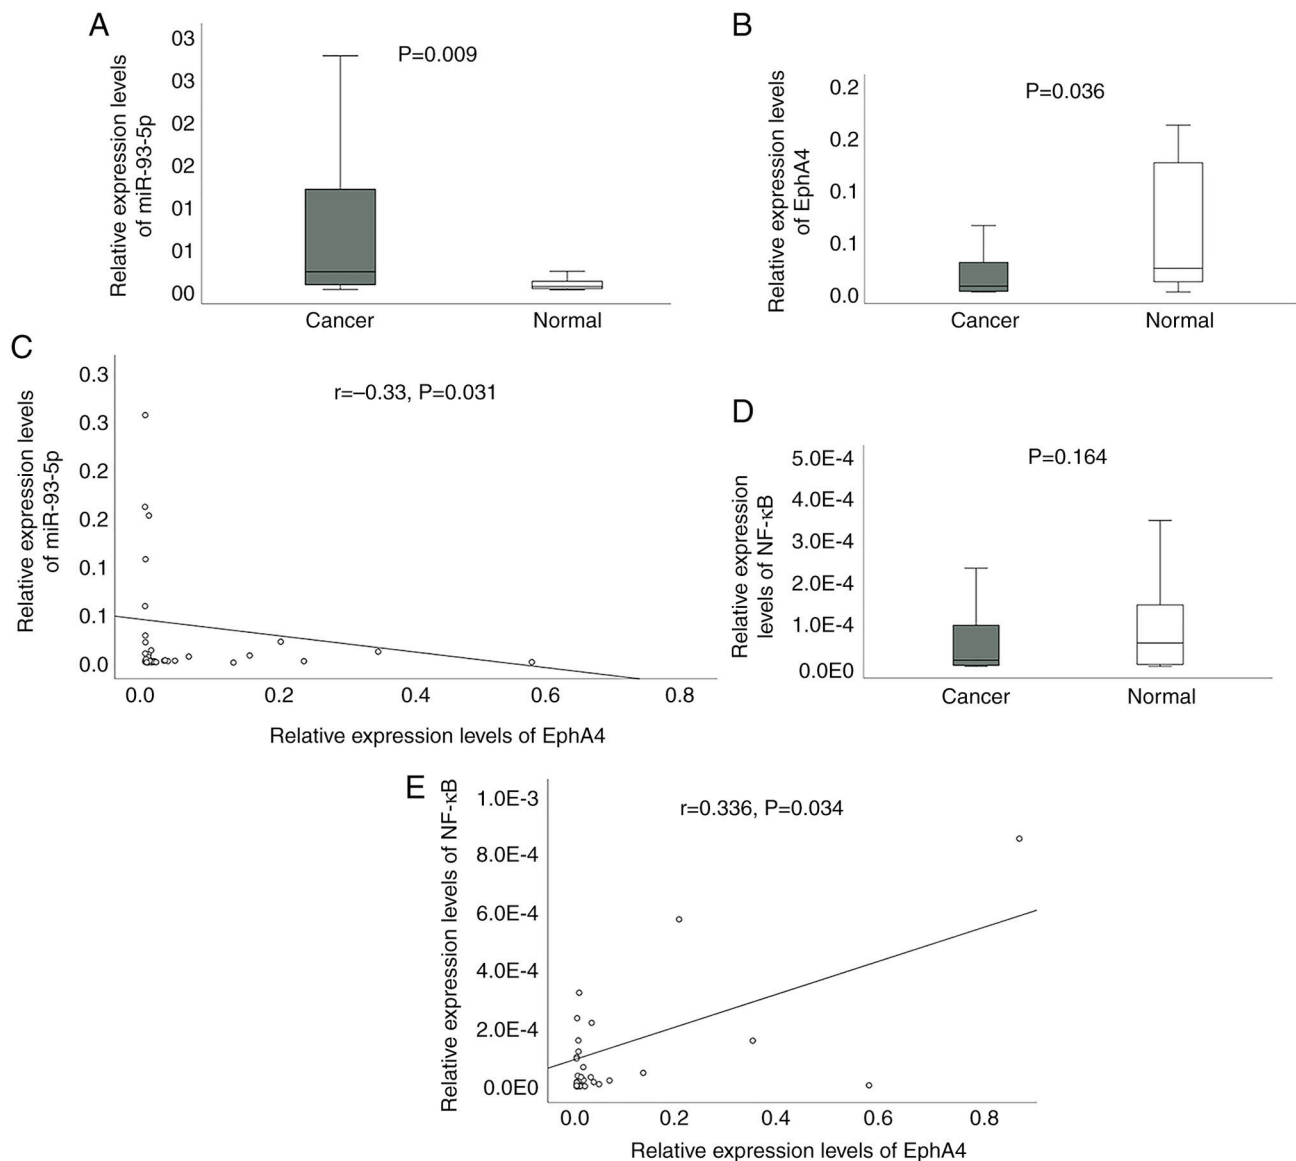 A
Relative expression levels
of miR-93-5p
03
03
02
02
01
01
00
P=0.009
Cancer
Normal
B
Relative expression levels
of EphA4
0.2
0.2
0.1
0.1
0.0
P=0.036
Cancer
Normal
C
Relative expression levels
of miR-93-5p
0.3
0.3
0.2
0.2
0.1
0.1
0.0
r=–0.33, P=0.031
0.0
0.2
0.4
0.6
0.8
Relative expression levels of EphA4
D
Relative expression
levels of NF-κB
5.0E-4
4.0E-4
3.0E-4
2.0E-4
1.0E-4
0.0E0
P=0.164
Cancer
Normal
E
Relative expression levels of NF-κB
1.0E-3
8.0E-4
6.0E-4
4.0E-4
2.0E-4
0.0E0
r=0.336, P=0.034
0.0
0.2
0.4
0.6
0.8
Relative expression levels of EphA4